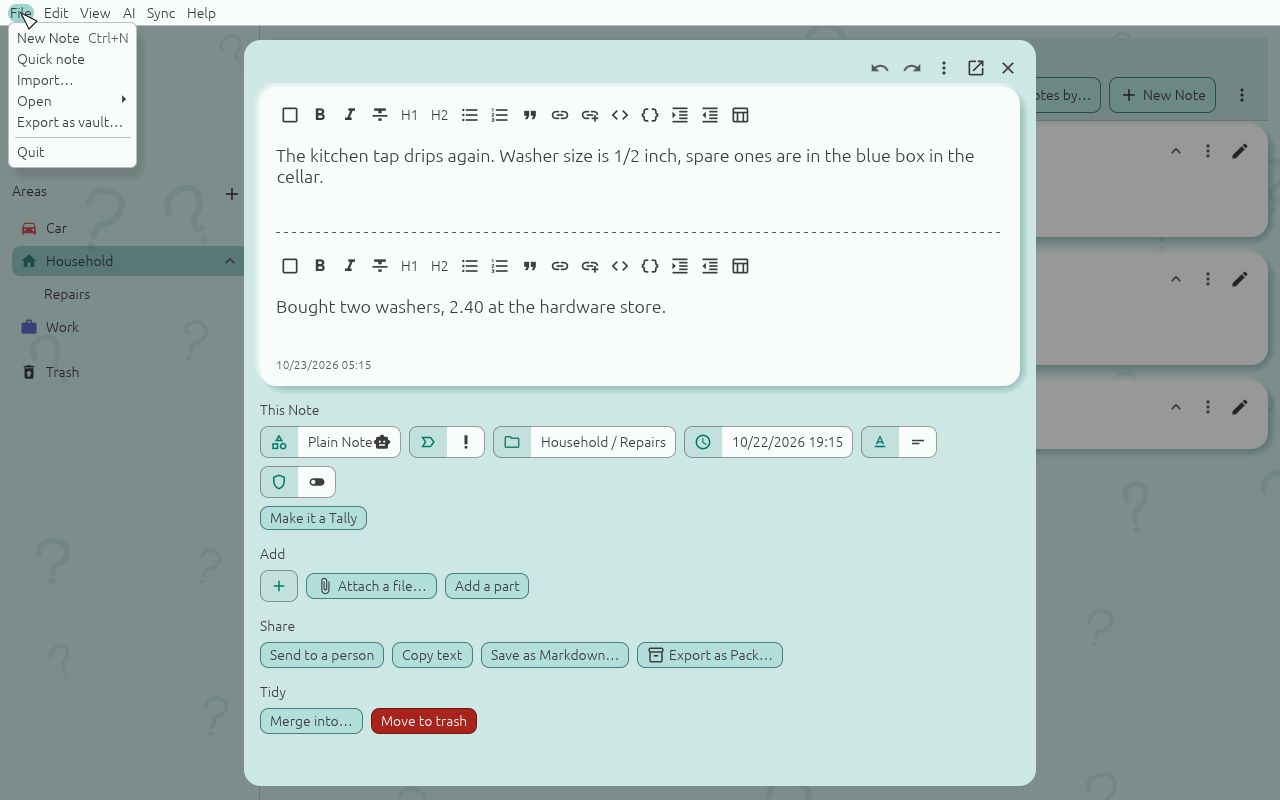 File Edit View AI Sync Help
New Note Ctrl+N
Quick note
Import…
Open
Export as vault…
Quit
Areas
Car
Household
Repairs
Work
Trash
otes by…
New Note
H1 H2
The kitchen tap drips again. Washer size is 1/2 inch, spare ones are in the blue box in the
cellar.
H1 H2
Bought two washers, 2.40 at the hardware store.
10/23/2026 05:15
This Note
Plain Note
Household / Repairs
10/22/2026 19:15
Make it a Tally
Add
Attach a file…
Add a part
Share
Send to a person
Copy text
Save as Markdown…
Export as Pack…
Tidy
Merge into…
Move to trash